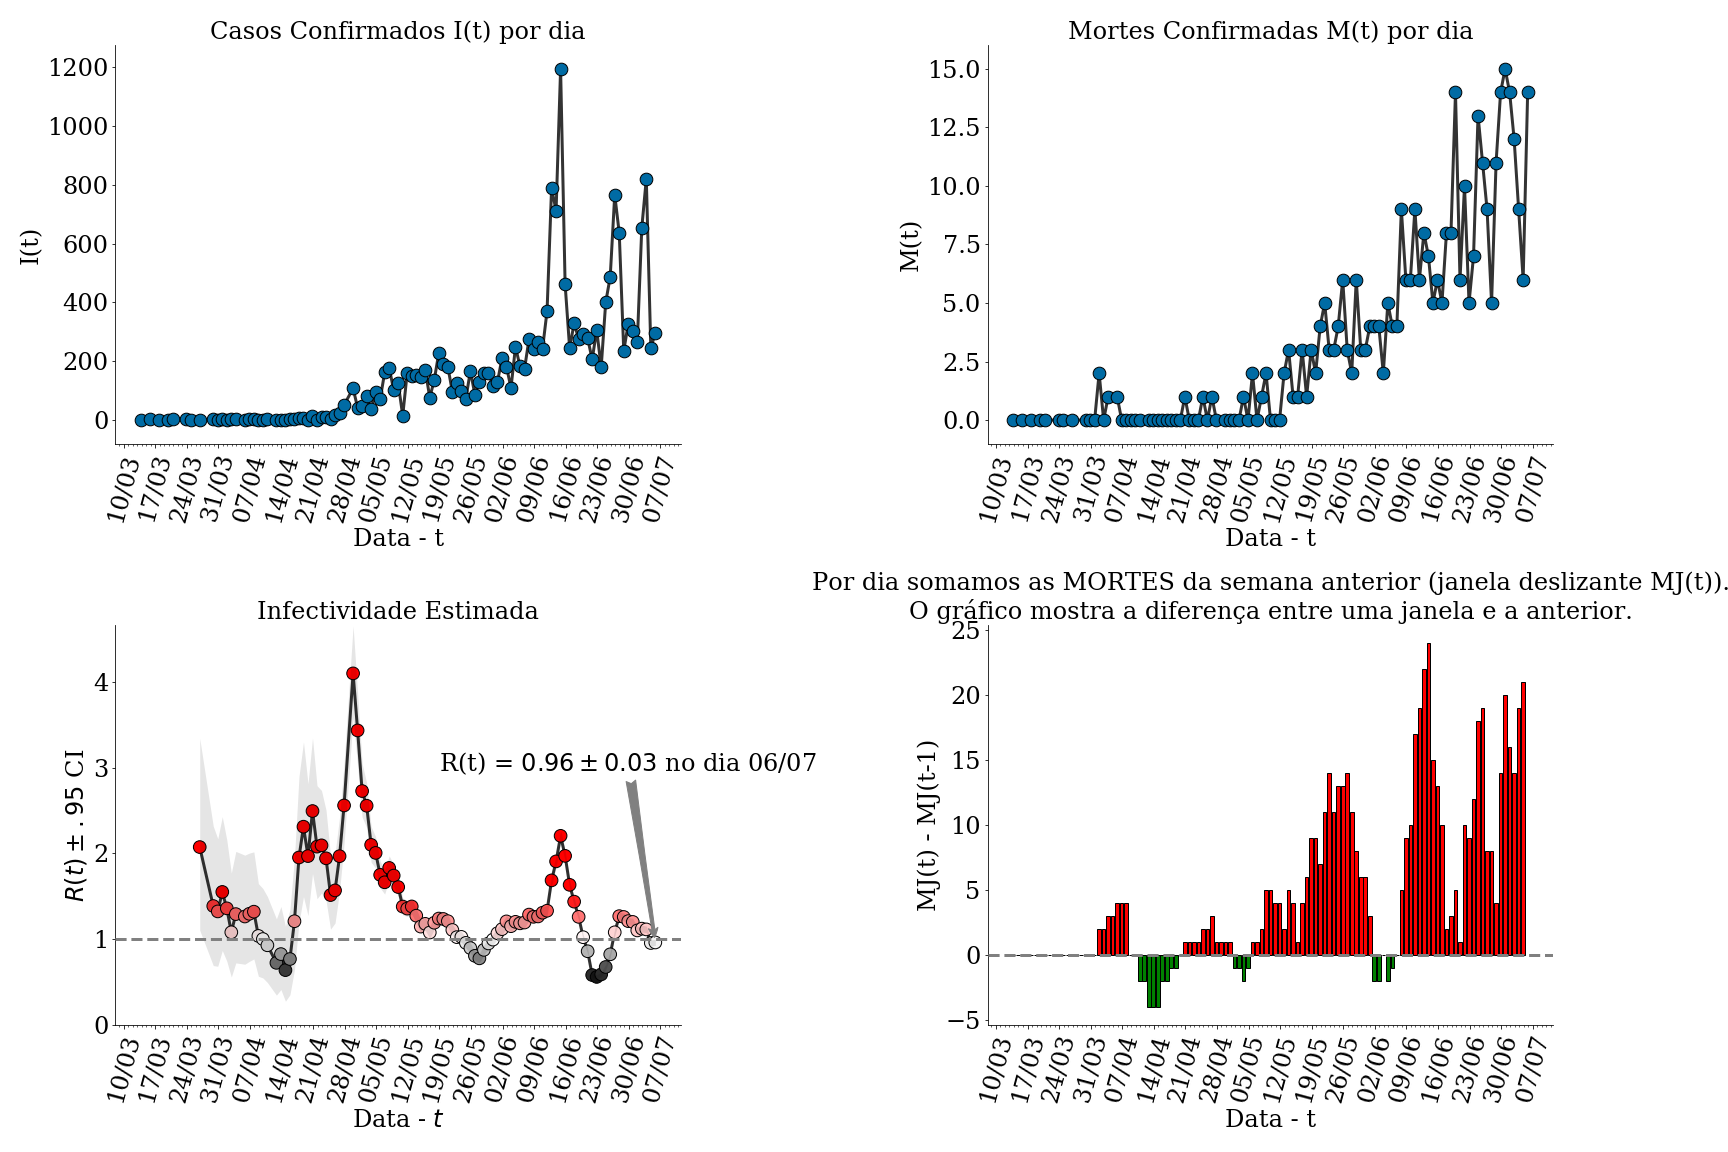 Casos Confirmados I(t) por dia
1200
1000
800
600
400
200
0
I(t)
10/03 17/03 24/03 31/03 07/04 14/04 21/04 28/04 05/05 12/05 19/05 26/05 02/06 09/06 16/06 23/06 30/06 07/07
Data - t
Mortes Confirmadas M(t) por dia
15.0
12.5
10.0
7.5
5.0
2.5
0.0
M(t)
10/03 17/03 24/03 31/03 07/04 14/04 21/04 28/04 05/05 12/05 19/05 26/05 02/06 09/06 16/06 23/06 30/06 07/07
Data - t
Infectividade Estimada
4
3
2
1
0
R(t) ± .95 CI
R(t) = 0.96 ± 0.03 no dia 06/07
10/03 17/03 24/03 31/03 07/04 14/04 21/04 28/04 05/05 12/05 19/05 26/05 02/06 09/06 16/06 23/06 30/06 07/07
Data - t
Por dia somamos as MORTES da semana anterior (janela deslizante MJ(t)).
O gráfico mostra a diferença entre uma janela e a anterior.
25
20
15
10
5
0
−5
MJ(t) - MJ(t-1)
10/03 17/03 24/03 31/03 07/04 14/04 21/04 28/04 05/05 12/05 19/05 26/05 02/06 09/06 16/06 23/06 30/06 07/07
Data - t